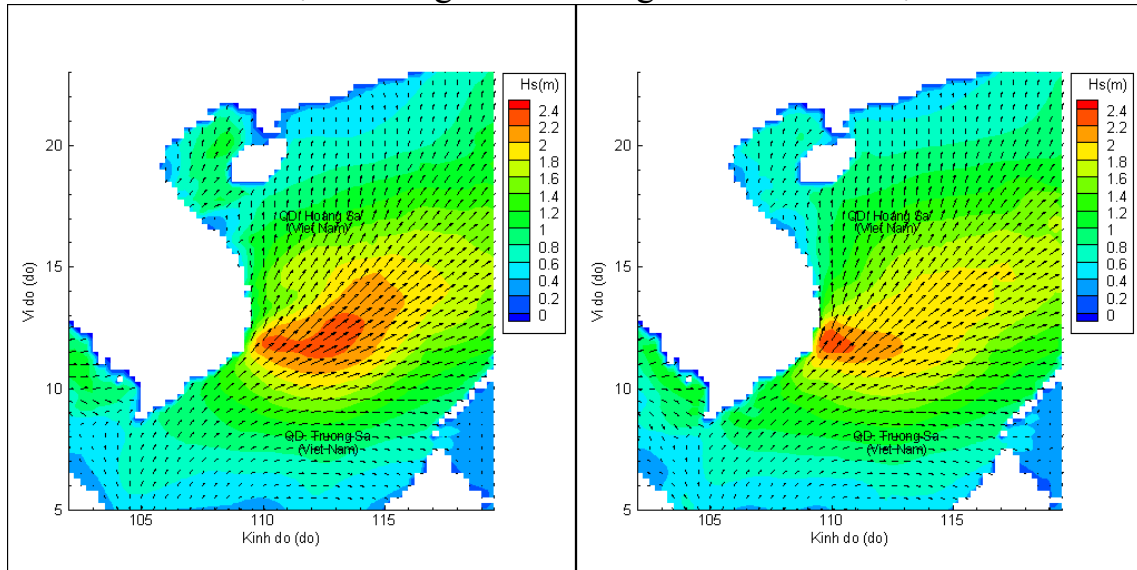 Hs(m)
2.4
2.2
2
1.8
1.6
1.4
1.2
1
0.8
0.6
0.4
0.2
0
QD. Hoang Sa
(Viet Nam)
QD. Truong Sa
(Viet Nam)
Vi do (do)
20
15
10
5
105
110
115
Kinh do (do)
Hs(m)
2.4
2.2
2
1.8
1.6
1.4
1.2
1
0.8
0.6
0.4
0.2
0
QD. Hoang Sa
(Viet Nam)
QD. Truong Sa
(Viet Nam)
Vi do (do)
20
15
10
5
105
110
115
Kinh do (do)